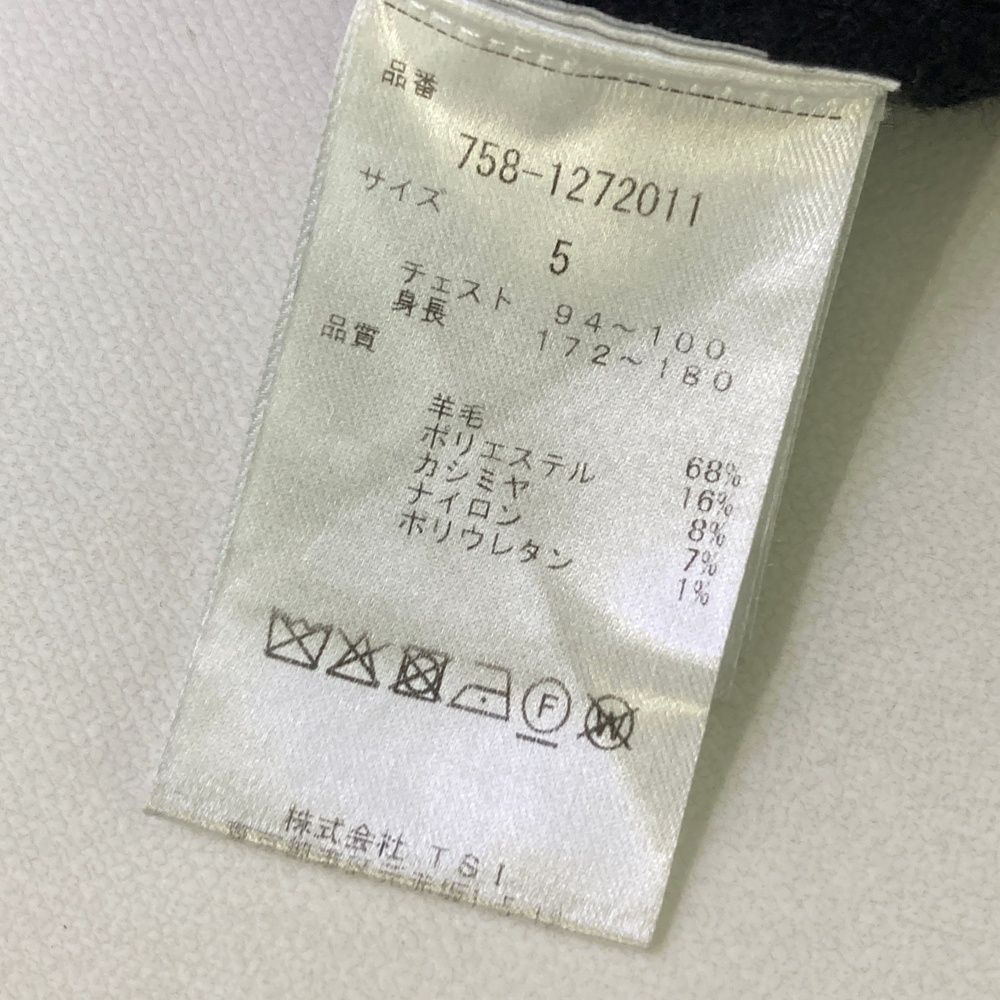 品番
758-1272011
サイズ
5
チェスト 94~100
身長 172~180
品質
羊毛 68%
ポリエステル 16%
カシミヤ 8%
ナイロン 7%
ポリウレタン 1%
F
W
株式会社 TSI